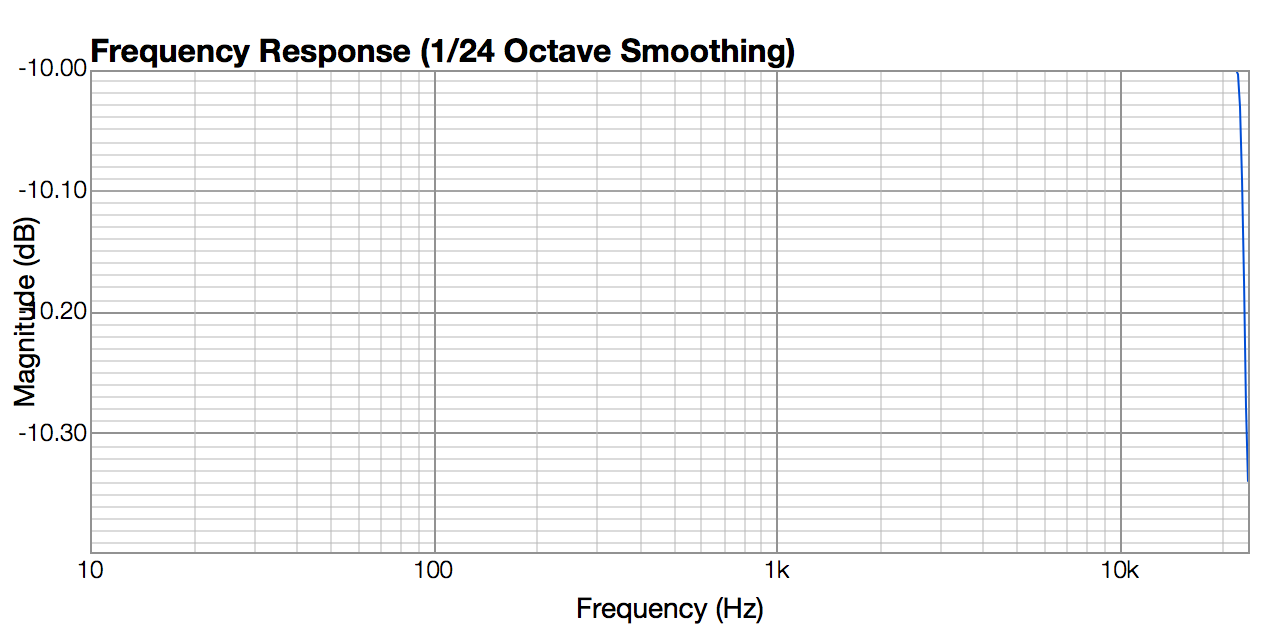 Frequency Response (1/24 Octave Smoothing)
-10.00
-10.10
-10.20
-10.30
Magnitude (dB)
10
100
1k
10k
Frequency (Hz)